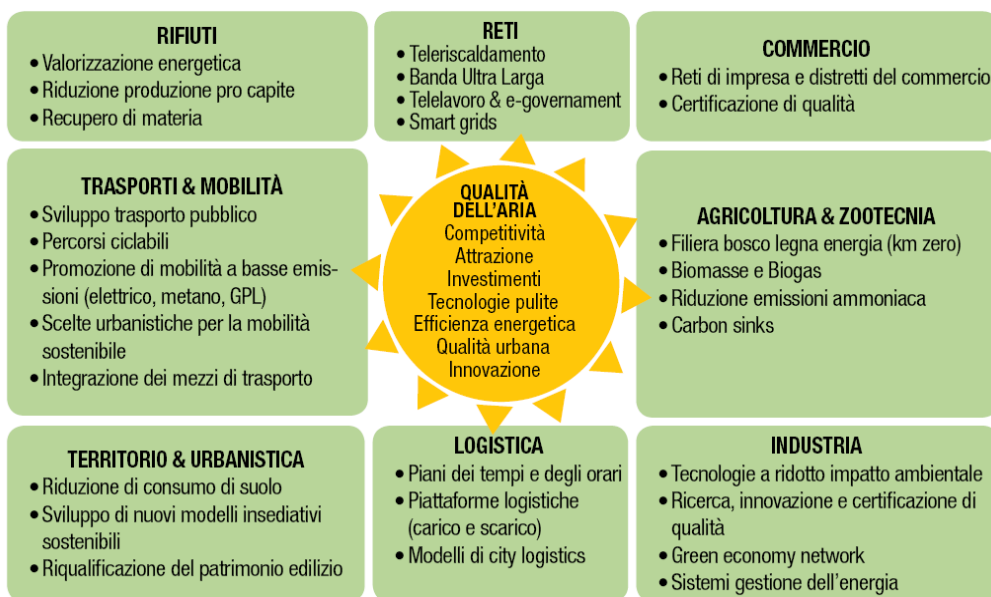 RIFIUTI
• Valorizzazione energetica
• Riduzione produzione pro capite
• Recupero di materia
RETI
• Teleriscaldamento
• Banda Ultra Larga
• Telelavoro & e-governament
• Smart grids
COMMERCIO
• Reti di impresa e distretti del commercio
• Certificazione di qualità
TRASPORTI & MOBILITÀ
• Sviluppo trasporto pubblico
• Percorsi ciclabili
• Promozione di mobilità a basse emis-
sioni (elettrico, metano, GPL)
• Scelte urbanistiche per la mobilità
sostenibile
• Integrazione dei mezzi di trasporto
QUALITÀ
DELL'ARIA
Competitività
Attrazione
Investimenti
Tecnologie pulite
Efficienza energetica
Qualità urbana
Innovazione
AGRICOLTURA & ZOOTECNIA
• Filiera bosco legna energia (km zero)
• Biomasse e Biogas
• Riduzione emissioni ammoniaca
• Carbon sinks
TERRITORIO & URBANISTICA
• Riduzione di consumo di suolo
• Sviluppo di nuovi modelli insediativi
sostenibili
• Riqualificazione del patrimonio edilizio
LOGISTICA
• Piani dei tempi e degli orari
• Piattaforme logistiche
(carico e scarico)
• Modelli di city logistics
INDUSTRIA
• Tecnologie a ridotto impatto ambientale
• Ricerca, innovazione e certificazione di
qualità
• Green economy network
• Sistemi gestione dell'energia